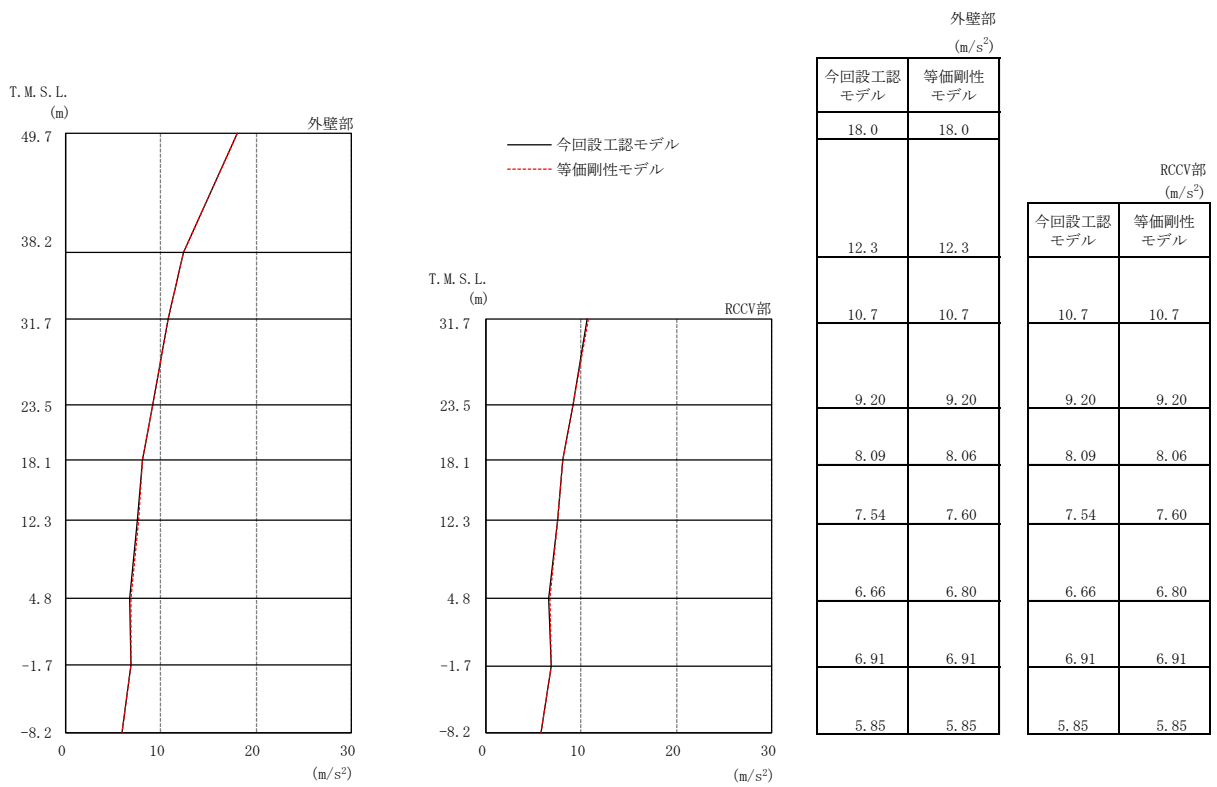 T.M.S.L.
(m)
外壁部
49.7
38.2
31.7
23.5
18.1
12.3
4.8
-1.7
-8.2
0 10 20 30
(m/s²)
今回設工認モデル
等価剛性モデル
T.M.S.L.
(m)
RCCV部
31.7
23.5
18.1
12.3
4.8
-1.7
-8.2
0 10 20 30
(m/s²)
外壁部
(m/s²)
今回設工認 等価剛性
モデル モデル
18.0 18.0
12.3 12.3
10.7 10.7
9.20 9.20
8.09 8.06
7.54 7.60
6.66 6.80
6.91 6.91
5.85 5.85
RCCV部
(m/s²)
今回設工認 等価剛性
モデル モデル
10.7 10.7
9.20 9.20
8.09 8.06
7.54 7.60
6.66 6.80
6.91 6.91
5.85 5.85